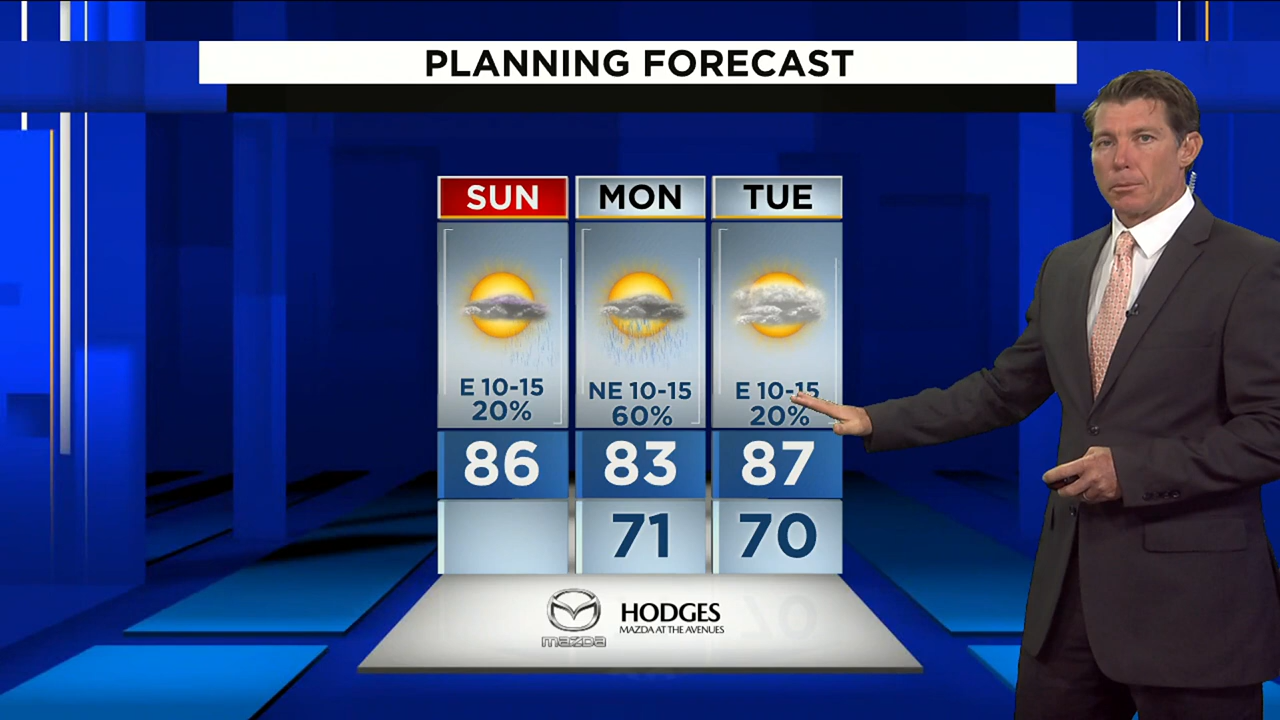 PLANNING FORECAST
SUN MON TUE
E 10-15 NE 10-15 E 10-15
20% 60% 20%
86 83 87
71 70
HODGES
MAZDA AT THE AVENUES
mazda